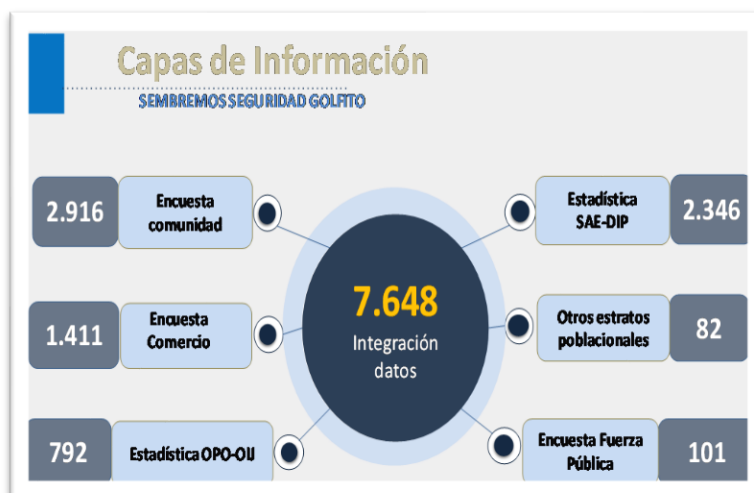 Capas de Información
SEMBREMOS SEGURIDAD GOLFITO
2.916
Encuesta
comunidad
Estadística
SAE-DIP
2.346
1.411
Encuesta
Comercio
7.648
Integración
datos
Otros estratos
poblacionales
82
792
Estadística OPO-OIJ
Encuesta Fuerza
Pública
101